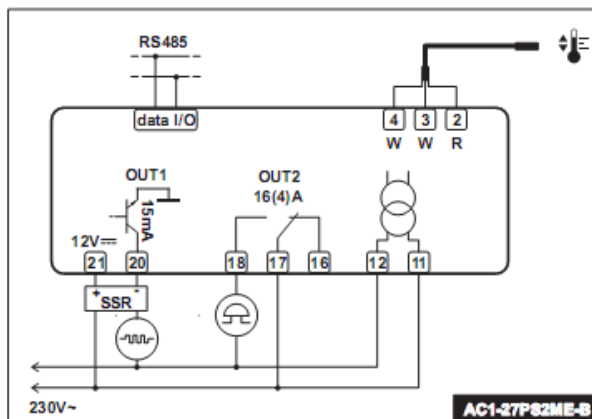 RS485
data I/O
4 3 2
W W R
OUT1
15mA
OUT2
16(4)A
12V⎓
21 20 18 17 16 12 11
+ SSR -
230V~
AC1-27PS2ME-B